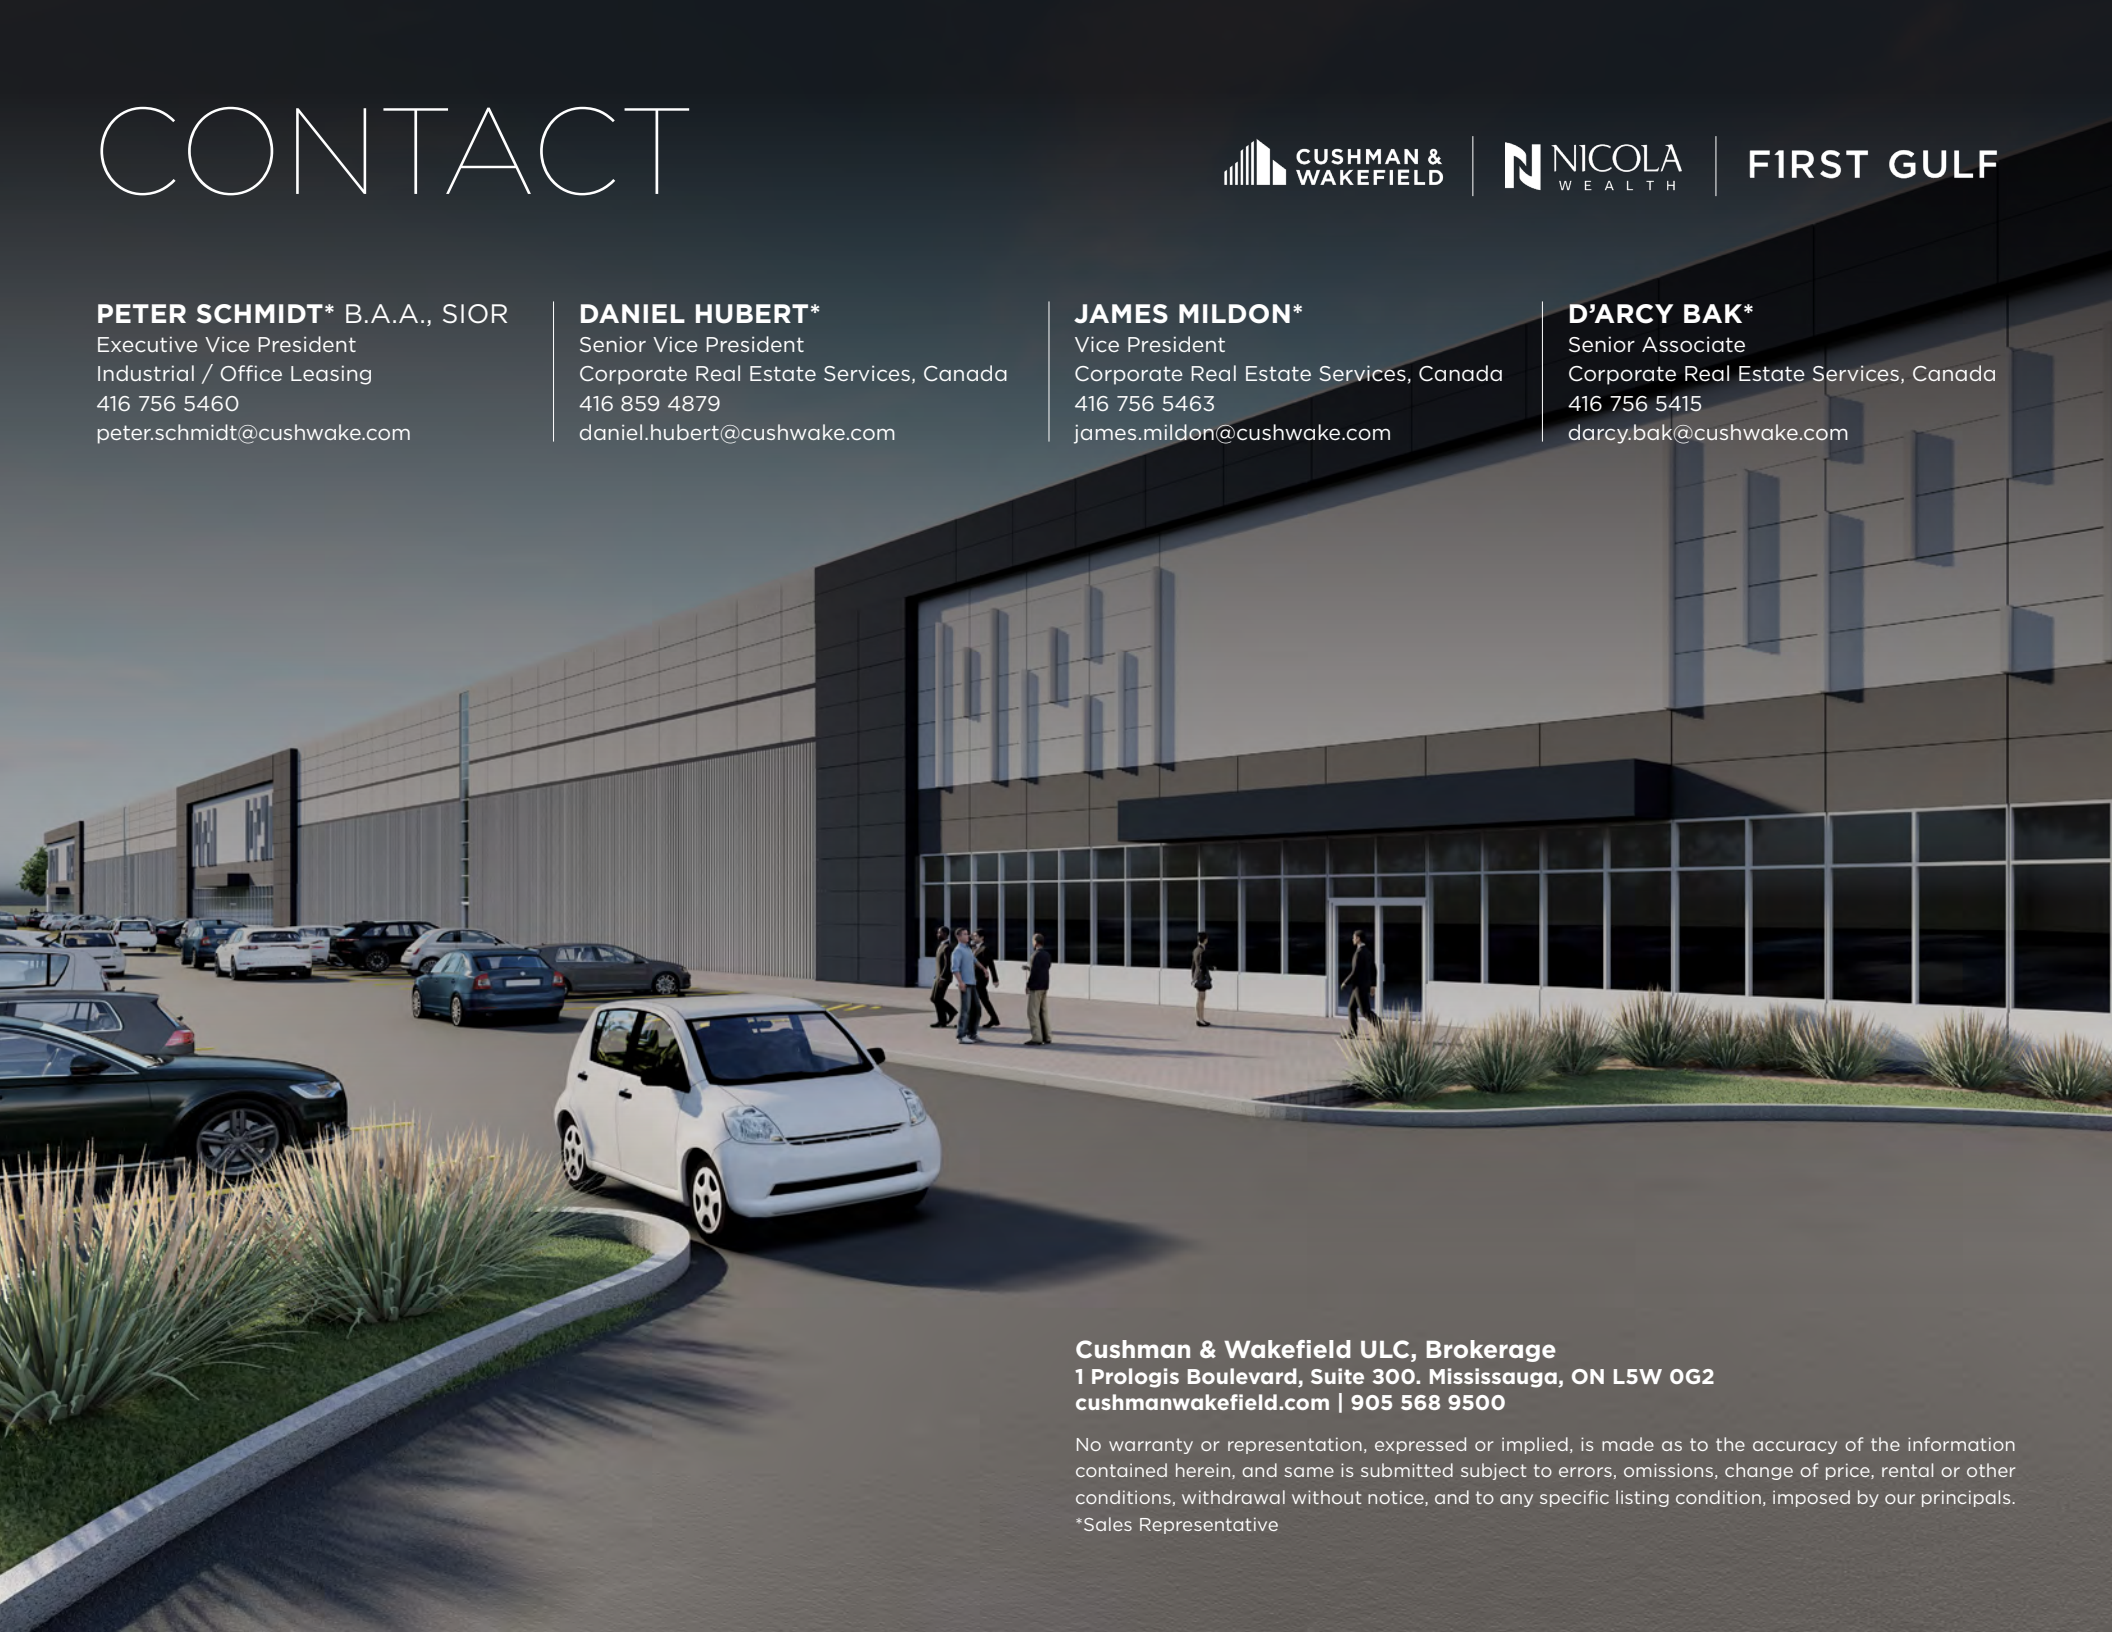 CONTACT
CUSHMAN &
WAKEFIELD
NICOLA
WEALTH
F1RST GULF
PETER SCHMIDT* B.A.A., SIOR
Executive Vice President
Industrial / Office Leasing
416 756 5460
peter.schmidt@cushwake.com
DANIEL HUBERT*
Senior Vice President
Corporate Real Estate Services, Canada
416 859 4879
daniel.hubert@cushwake.com
JAMES MILDON*
Vice President
Corporate Real Estate Services, Canada
416 756 5463
james.mildon@cushwake.com
D’ARCY BAK*
Senior Associate
Corporate Real Estate Services, Canada
416 756 5415
darcy.bak@cushwake.com
Cushman & Wakefield ULC, Brokerage
1 Prologis Boulevard, Suite 300. Mississauga, ON L5W 0G2
cushmanwakefield.com | 905 568 9500
No warranty or representation, expressed or implied, is made as to the accuracy of the information
contained herein, and same is submitted subject to errors, omissions, change of price, rental or other
conditions, withdrawal without notice, and to any specific listing condition, imposed by our principals.
*Sales Representative